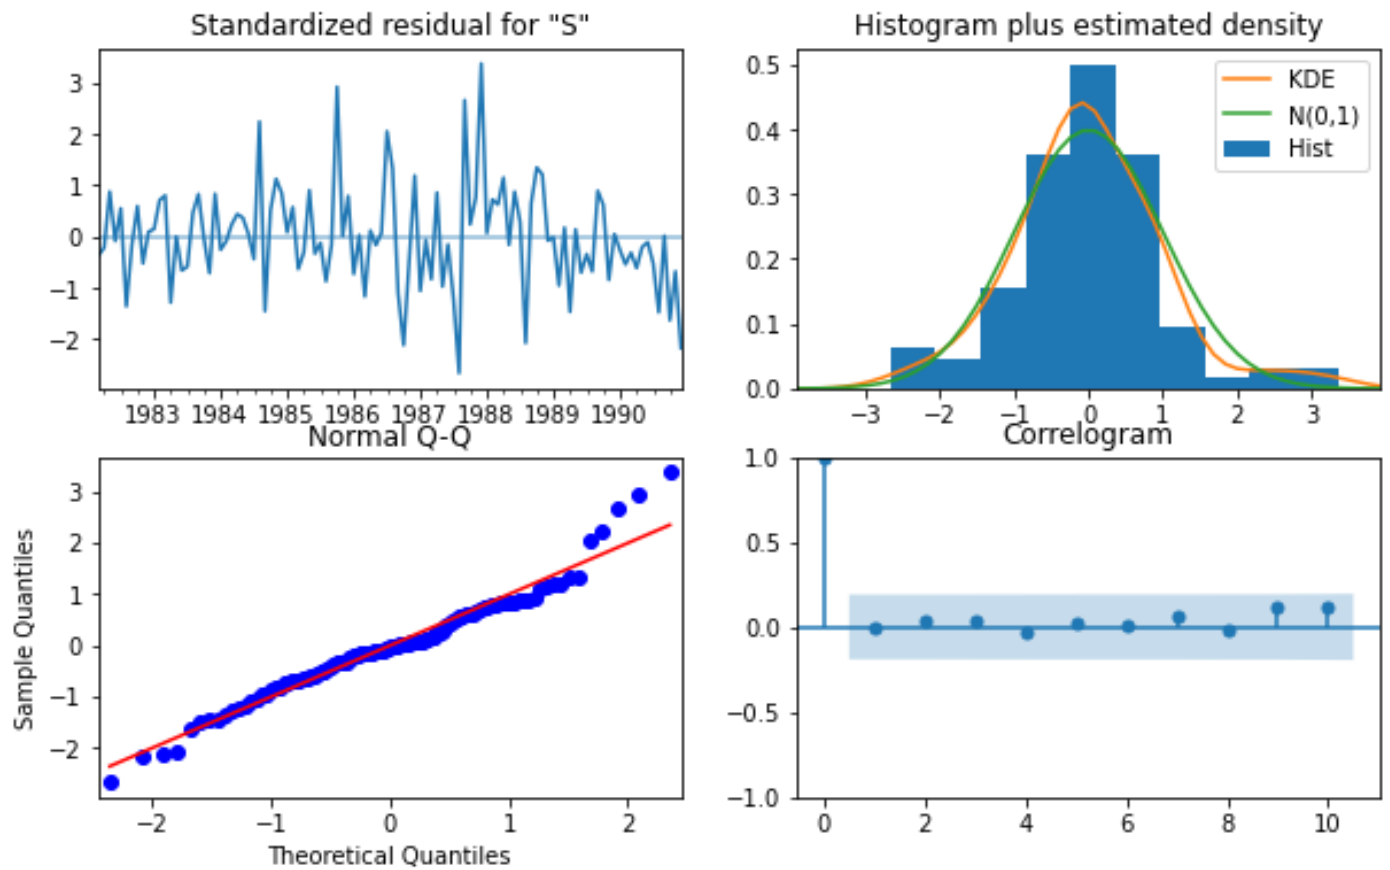 Standardized residual for "S"
3
2
1
0
−1
−2
1983 1984 1985 1986 1987 1988 1989 1990
Histogram plus estimated density
0.5
0.4
0.3
0.2
0.1
0.0
KDE
N(0,1)
Hist
−3 −2 −1 0 1 2 3
Normal Q-Q
Sample Quantiles
3
2
1
0
−1
−2
−2 −1 0 1 2
Theoretical Quantiles
Correlogram
1.0
0.5
0.0
−0.5
−1.0
0 2 4 6 8 10